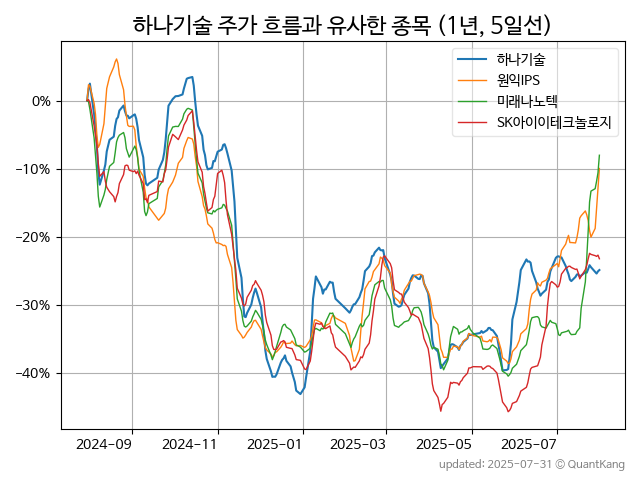 하나기술 주가 흐름과 유사한 종목 (1년, 5일선)
하나기술
원익IPS
미래나노텍
SK아이이테크놀로지
0%
−10%
−20%
−30%
−40%
2024-09 2024-11 2025-01 2025-03 2025-05 2025-07
updated: 2025-07-31 © QuantKang